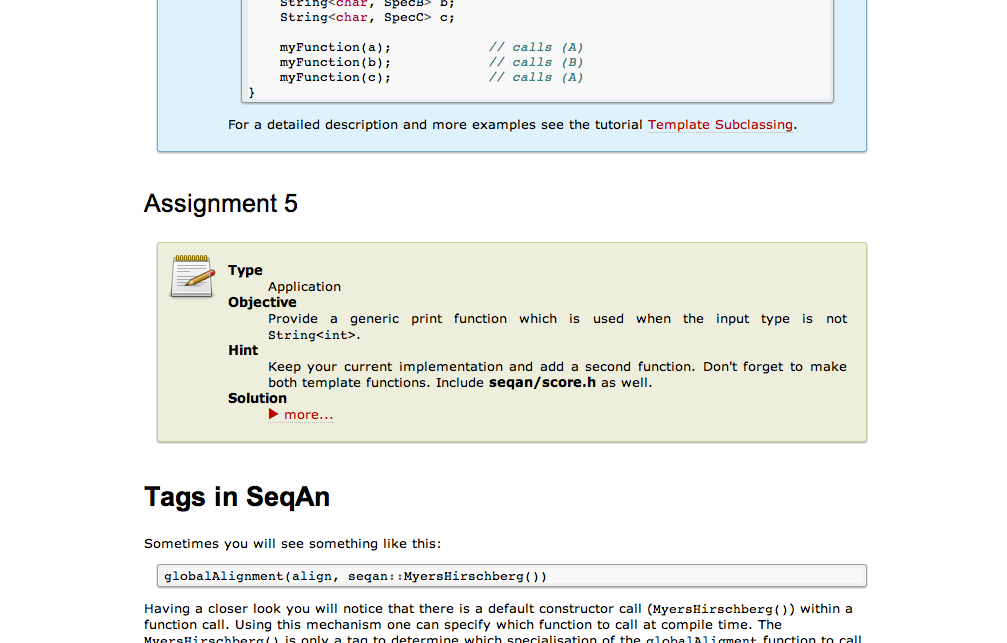 String<char, SpecB> b;
String<char, SpecC> c;
myFunction(a); // calls (A)
myFunction(b); // calls (B)
myFunction(c); // calls (A)
}
For a detailed description and more examples see the tutorial Template Subclassing.
Assignment 5
Type
Application
Objective
Provide a generic print function which is used when the input type is not
String<int>.
Hint
Keep your current implementation and add a second function. Don't forget to make
both template functions. Include seqan/score.h as well.
Solution
▶ more...
Tags in SeqAn
Sometimes you will see something like this:
globalAlignment(align, seqan::MyersHirschberg())
Having a closer look you will notice that there is a default constructor call (MyersHirschberg()) within a
function call. Using this mechanism one can specify which function to call at compile time. The
MyersHirschberg() is only a tag to determine which specialisation of the globalAligment function to call.